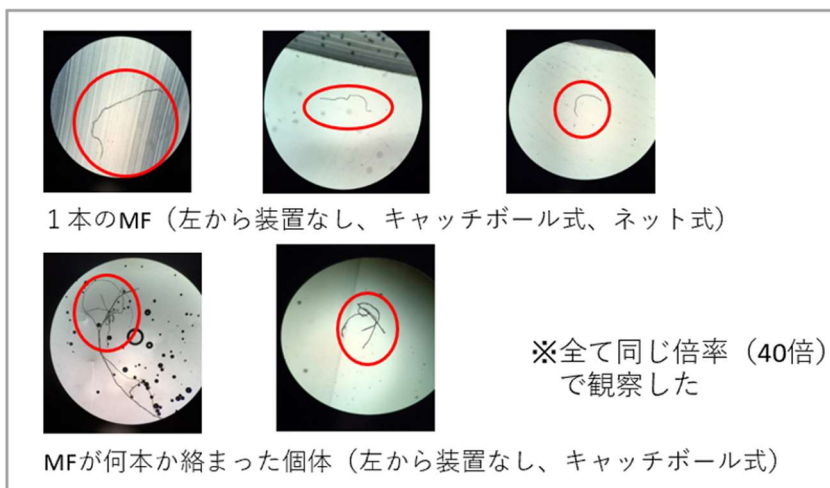 １本のMF（左から装置なし、キャッチボール式、ネット式）
※全て同じ倍率（40倍）
で観察した
MFが何本か絡まった個体（左から装置なし、キャッチボール式）